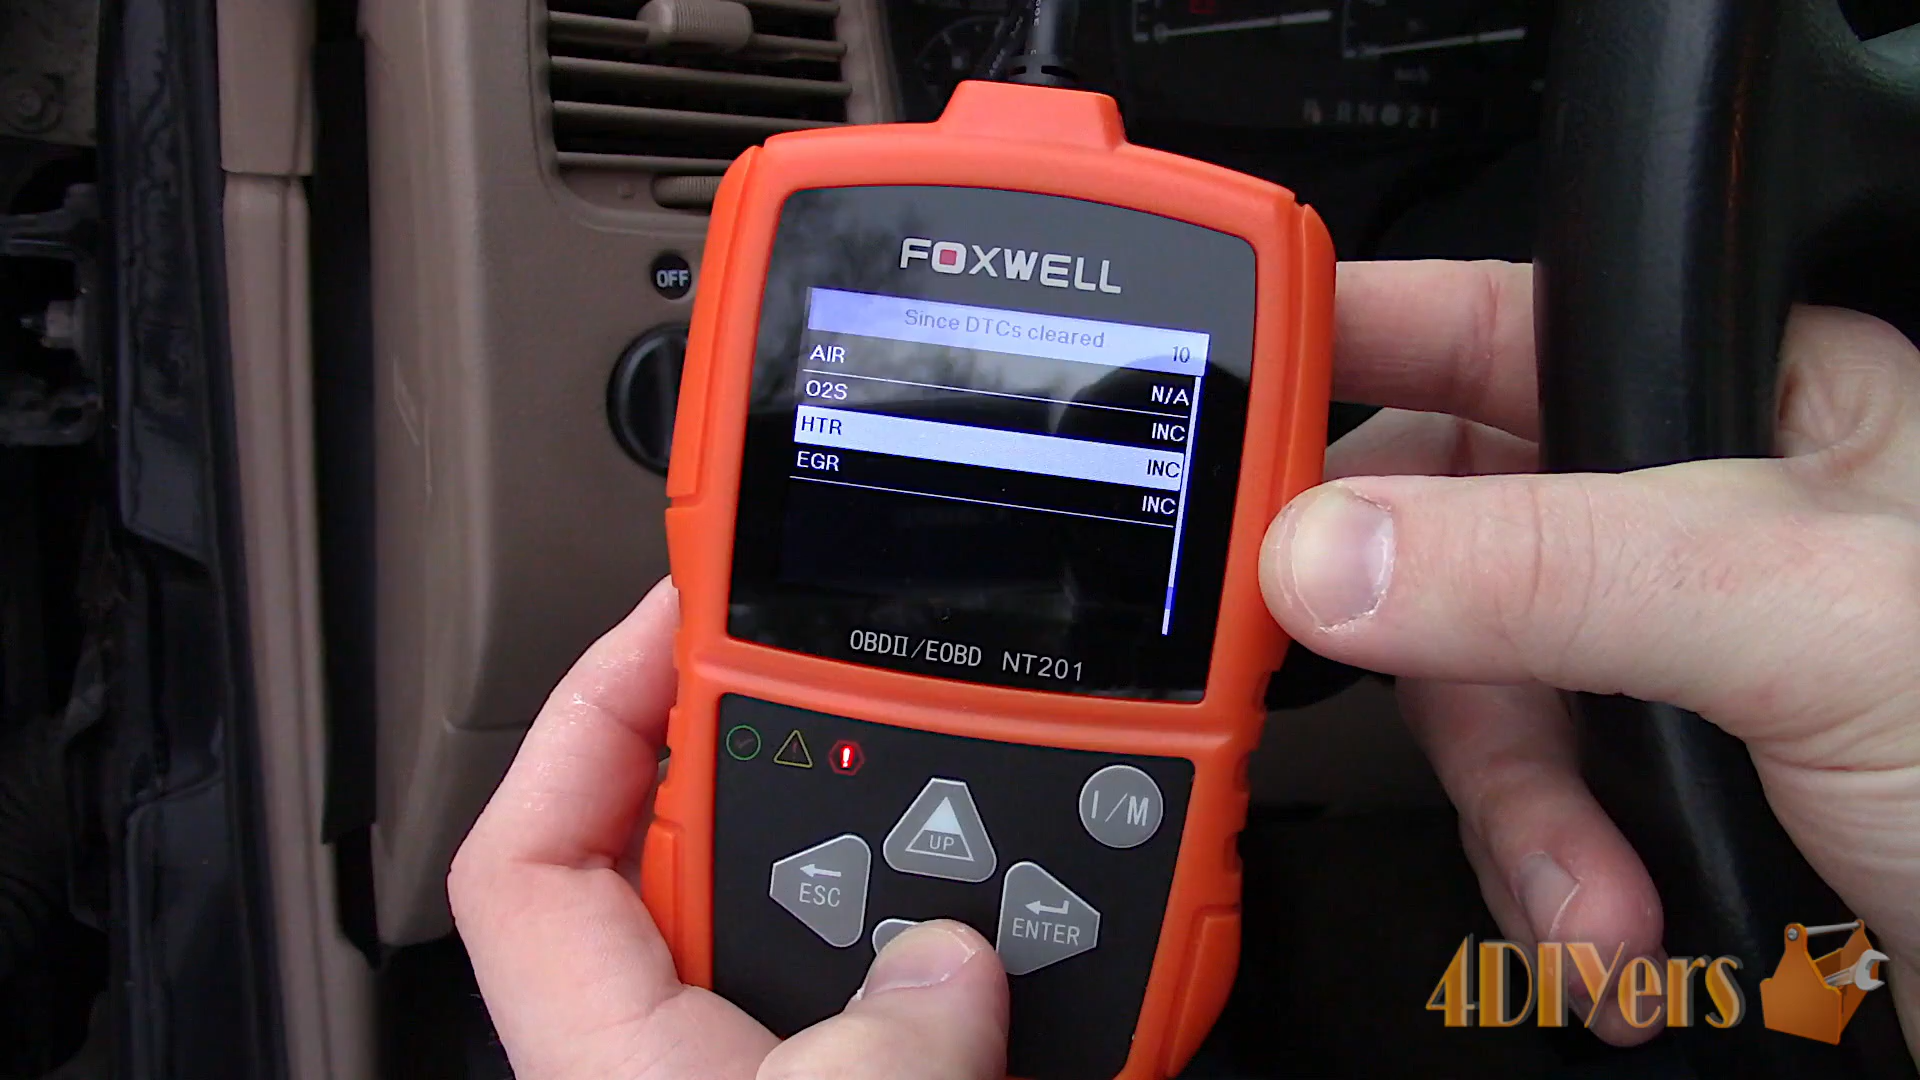 OFF
FOXWELL
Since DTCs cleared 10
AIR N/A
O2S INC
HTR INC
EGR INC
OBDII/EOBD NT201
I/M
UP
ESC
ENTER
4DIYers